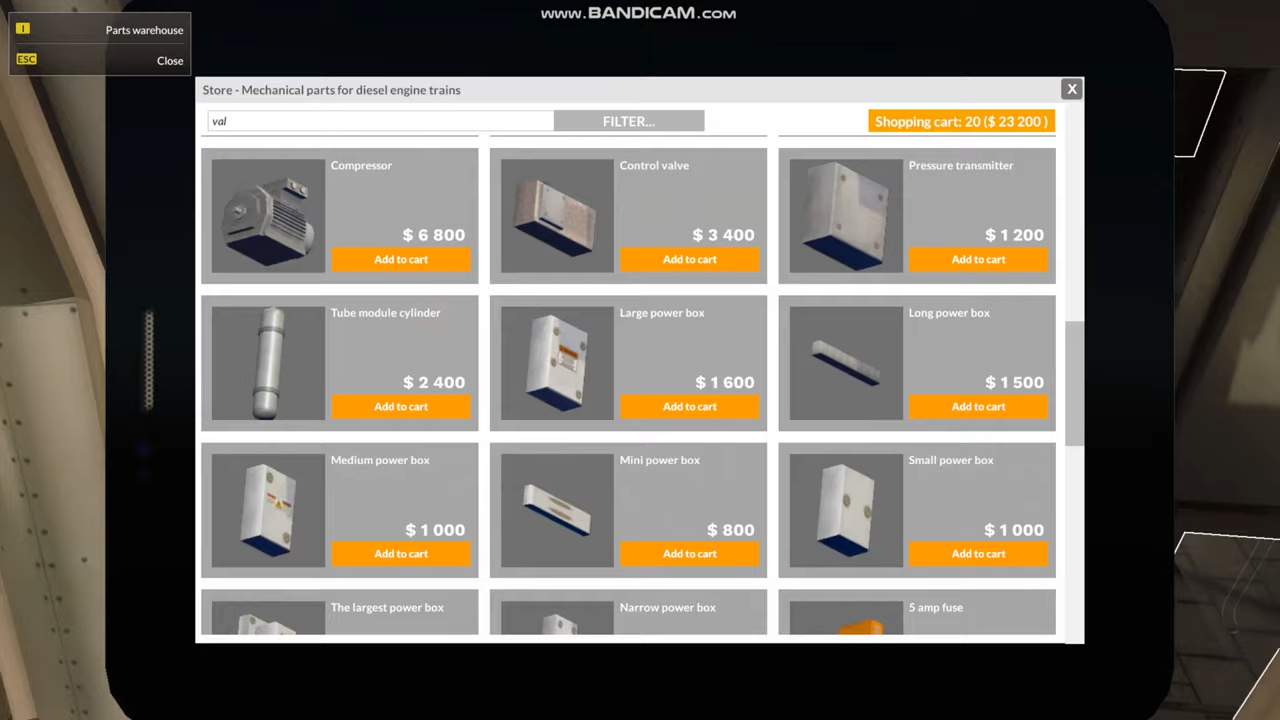 www.BANDICAM.com
I
Parts warehouse
ESC
Close
Store - Mechanical parts for diesel engine trains
X
val
FILTER...
Shopping cart: 20 ($ 23 200 )
Compressor
$ 6 800
Add to cart
Control valve
$ 3 400
Add to cart
Pressure transmitter
$ 1 200
Add to cart
Tube module cylinder
$ 2 400
Add to cart
Large power box
$ 1 600
Add to cart
Long power box
$ 1 500
Add to cart
Medium power box
$ 1 000
Add to cart
Mini power box
$ 800
Add to cart
Small power box
$ 1 000
Add to cart
The largest power box
Narrow power box
5 amp fuse